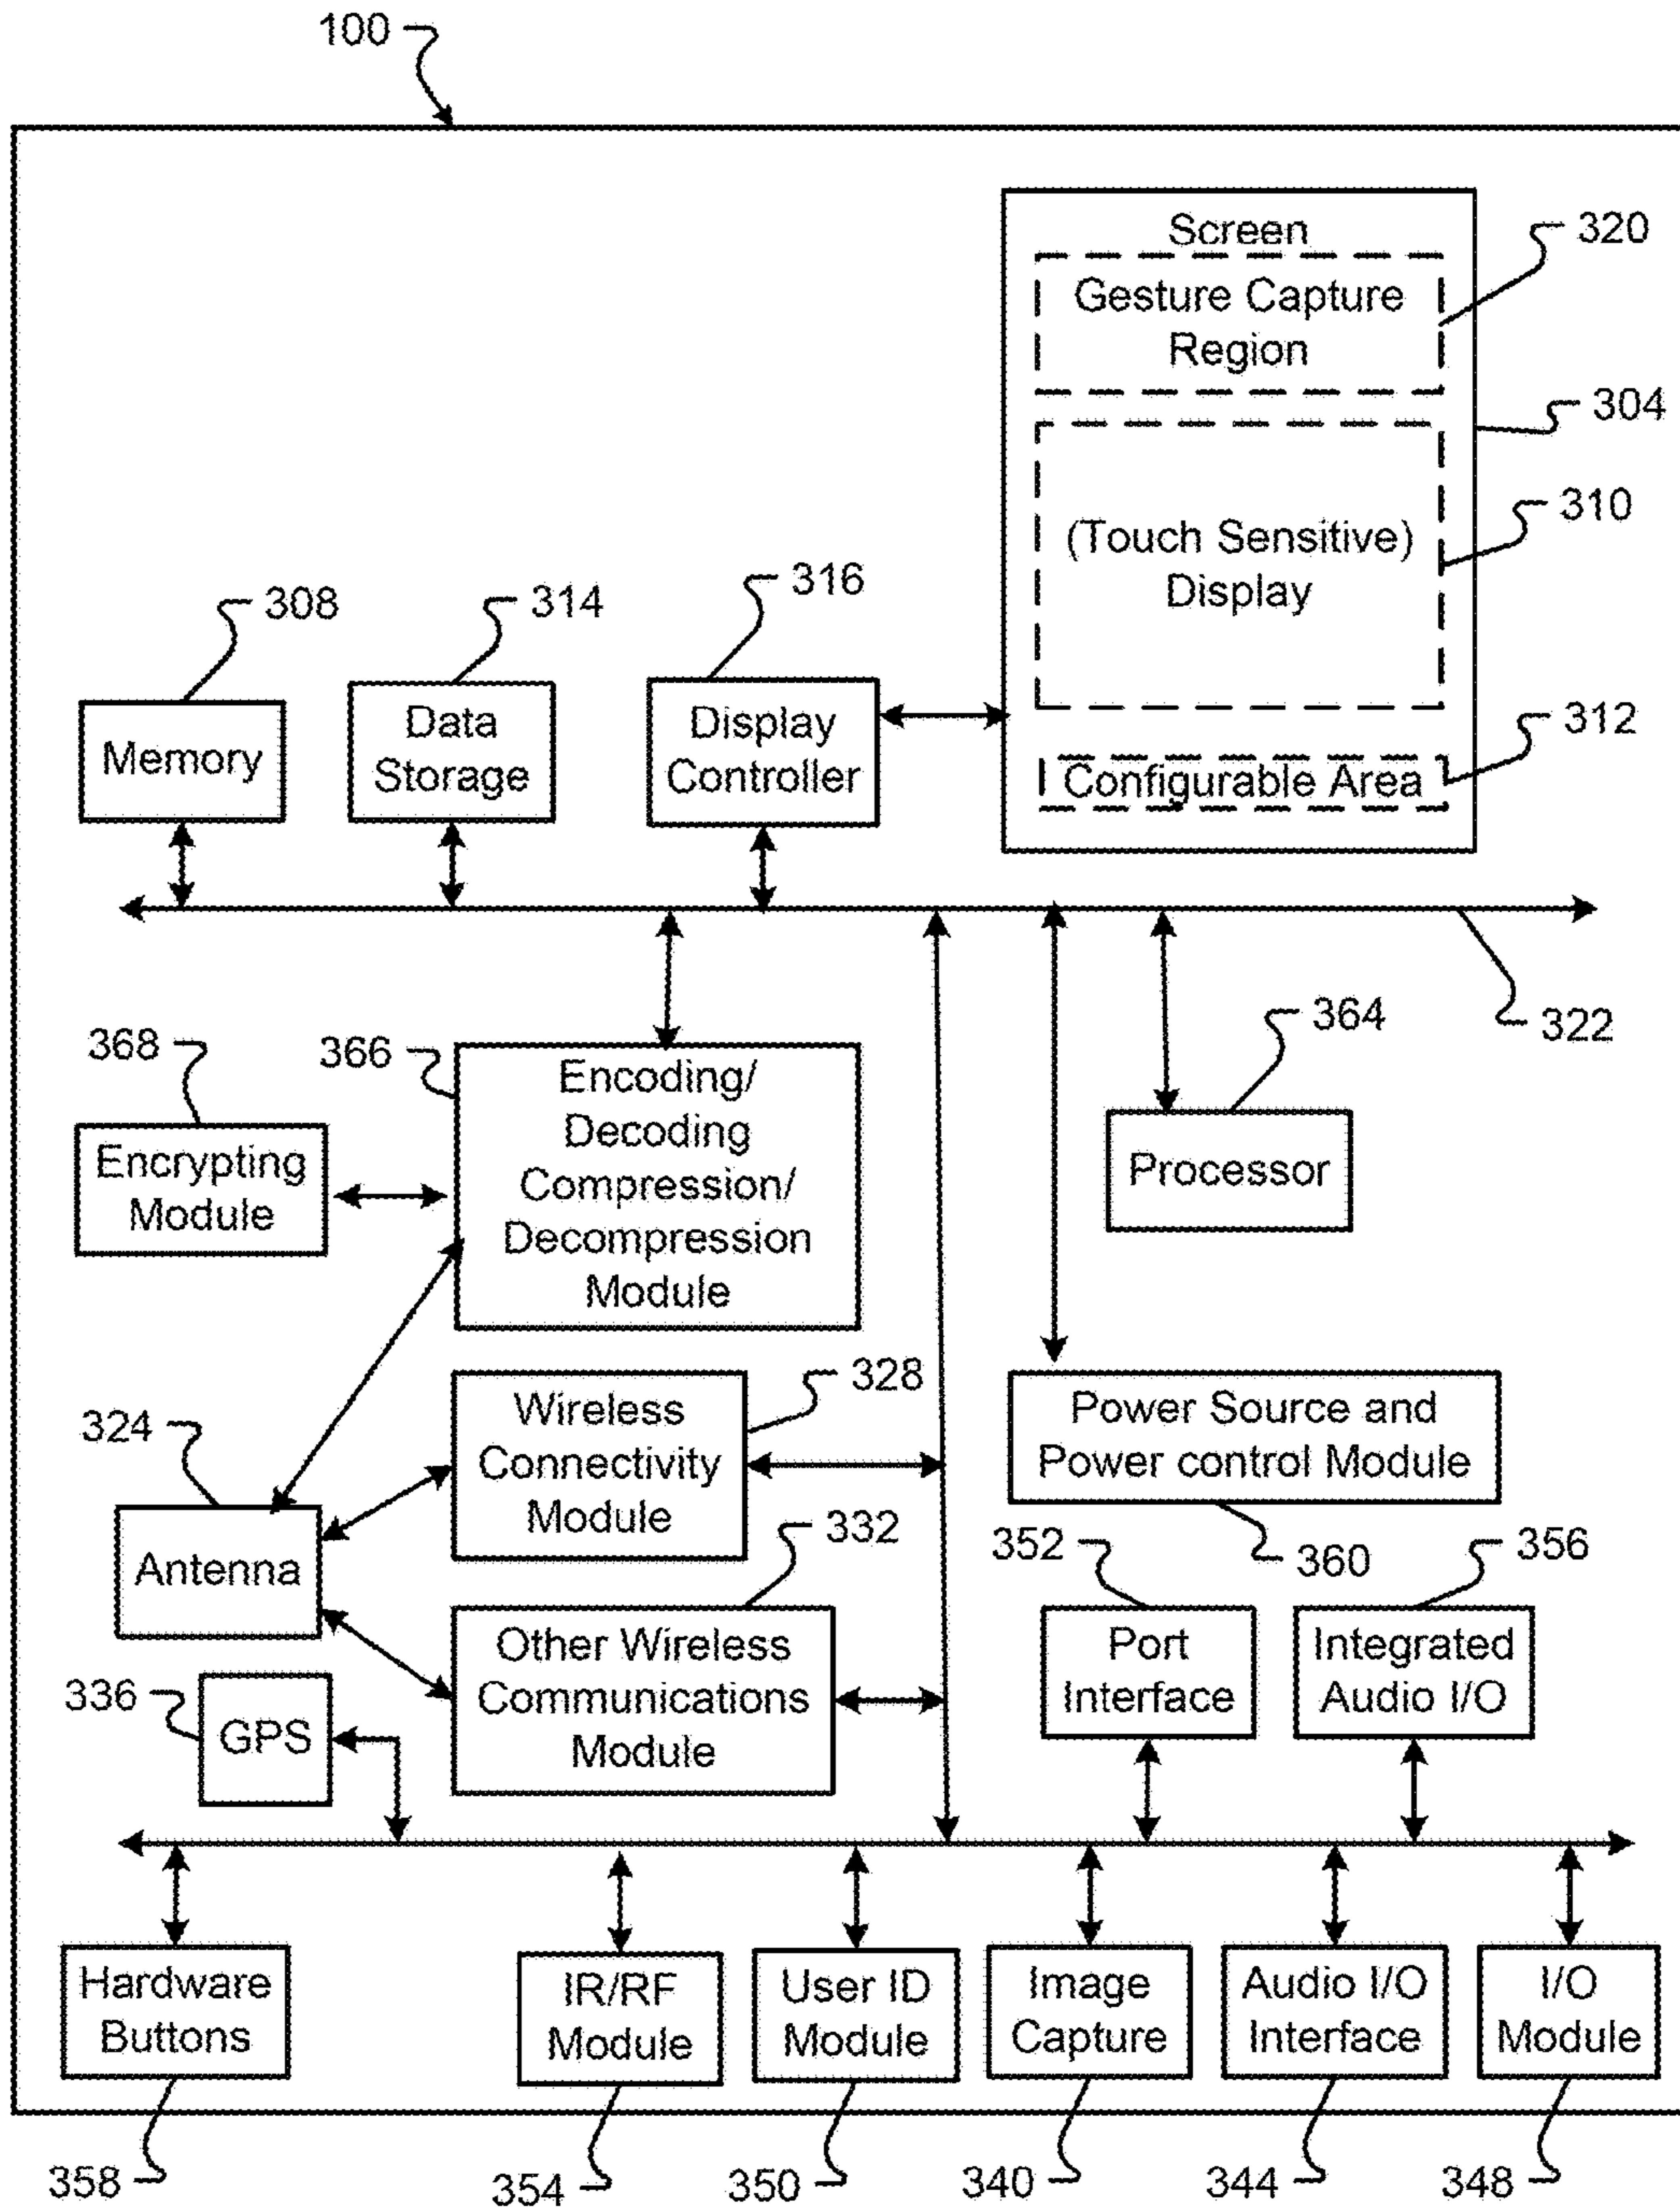 100
Screen
320
Gesture Capture
Region
304
(Touch Sensitive)
Display
310
308
314
316
Memory
Data
Storage
Display
Controller
312
Configurable Area
322
368
366
364
Encrypting
Module
Encoding/
Decoding
Compression/
Decompression
Module
Processor
328
324
Wireless
Connectivity
Module
Power Source and
Power control Module
Antenna
332
352
360
356
336
GPS
Other Wireless
Communications
Module
Port
Interface
Integrated
Audio I/O
Hardware
Buttons
IR/RF
Module
User ID
Module
Image
Capture
Audio I/O
Interface
I/O
Module
358
354
350
340
344
348